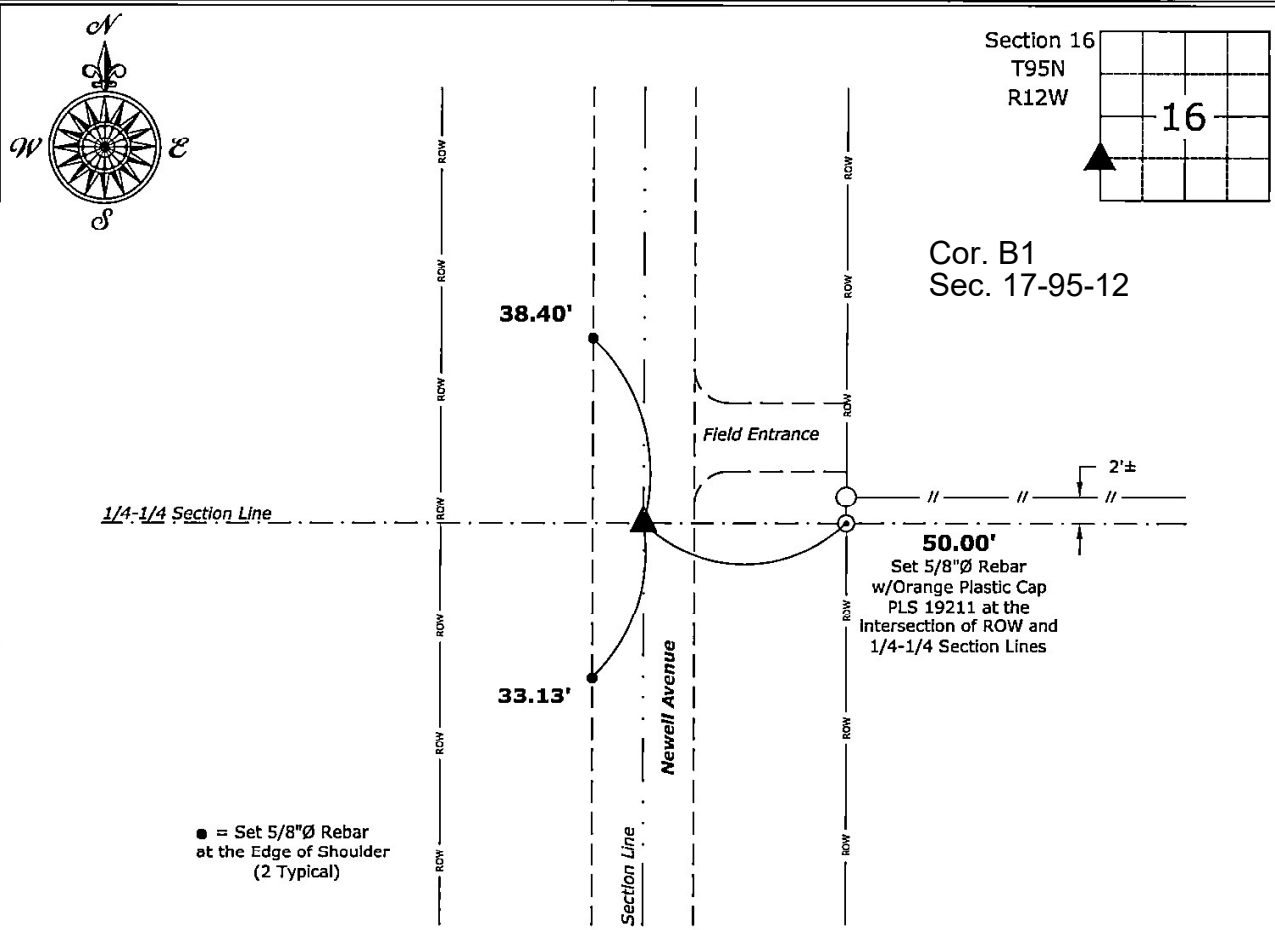 N
W
E
S
Section 16
T95N
R12W
16
Cor. B1
Sec. 17-95-12
ROW
ROW
ROW
ROW
ROW
ROW
ROW
ROW
ROW
ROW
ROW
ROW
ROW
38.40'
Field Entrance
2'±
//
//
//
1/4-1/4 Section Line
50.00'
Set 5/8"Ø Rebar
w/Orange Plastic Cap
PLS 19211 at the
Intersection of ROW and
1/4-1/4 Section Lines
33.13'
Newell Avenue
Section Line
● = Set 5/8"Ø Rebar
at the Edge of Shoulder
(2 Typical)